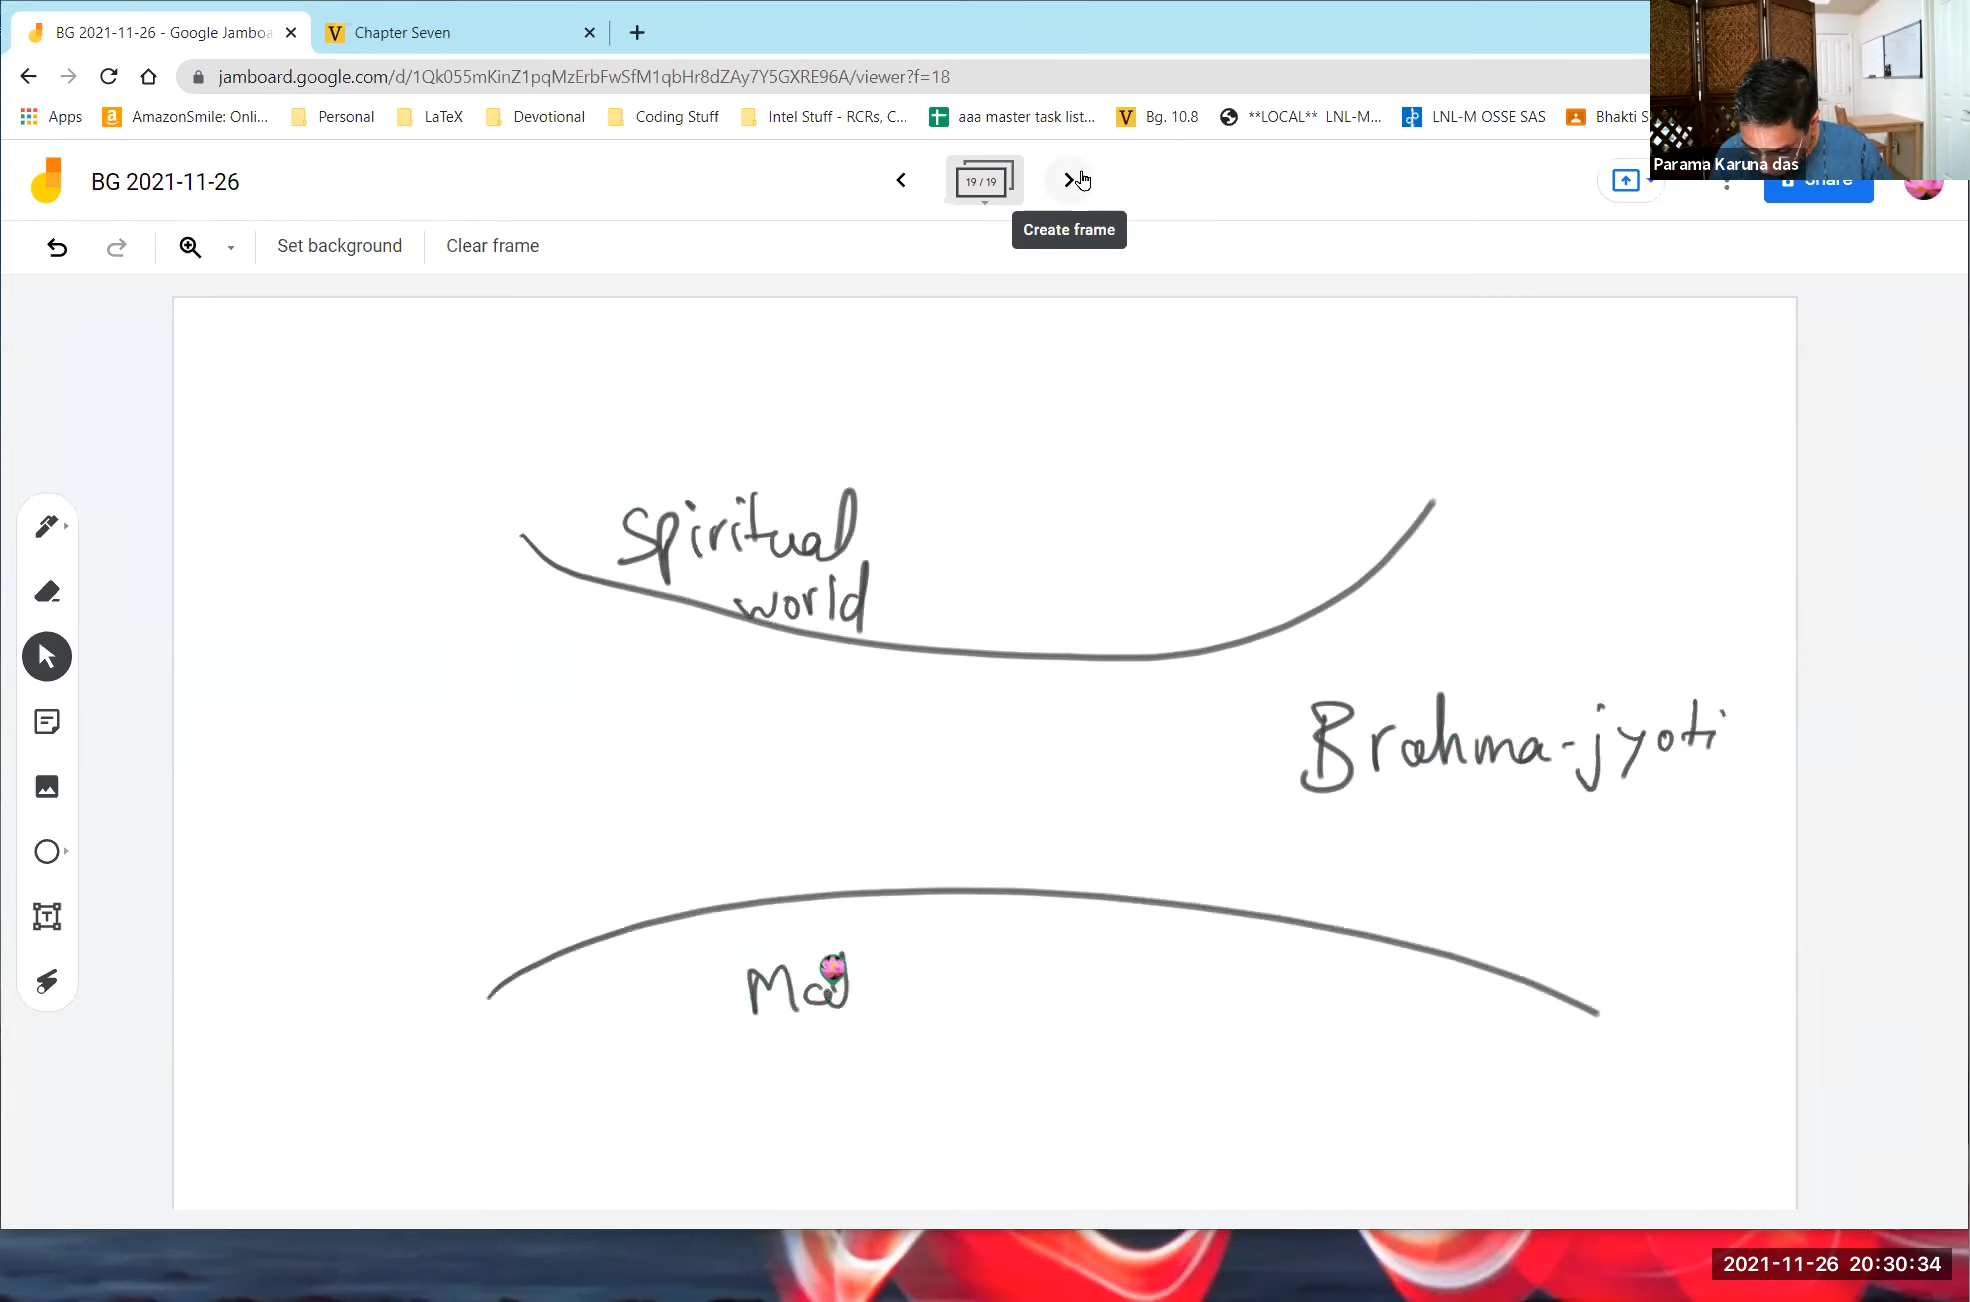 BG 2021-11-26 - Google Jamboa
Chapter Seven
jamboard.google.com/d/1Qk055mKinZ1pqMzErbFwSfM1qbHr8dZAy7Y5GXRE96A/viewer?f=18
Apps
AmazonSmile: Onli...
Personal
LaTeX
Devotional
Coding Stuff
Intel Stuff - RCRs, C...
aaa master task list...
Bg. 10.8
**LOCAL** LNL-M...
LNL-M OSSE SAS
Bhakti S
Parama Karuna das
BG 2021-11-26
19 / 19
Share
Create frame
Set background
Clear frame
Spiritual
world
Brahma-jyoti
2021-11-26 20:30:34